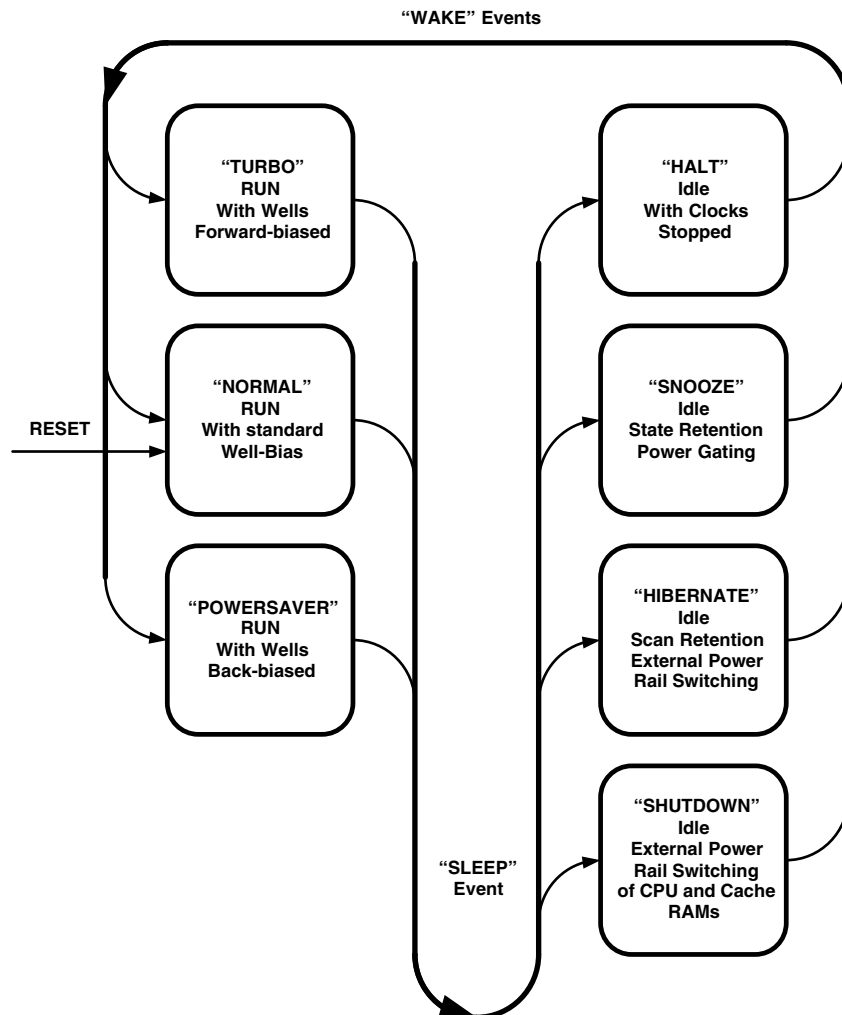 “WAKE” Events
“TURBO”
RUN
With Wells
Forward-biased
“HALT”
Idle
With Clocks
Stopped
“NORMAL”
RUN
With standard
Well-Bias
“SNOOZE”
Idle
State Retention
Power Gating
RESET
“POWERSAVER”
RUN
With Wells
Back-biased
“HIBERNATE”
Idle
Scan Retention
External Power
Rail Switching
“SLEEP”
Event
“SHUTDOWN”
Idle
External Power
Rail Switching
of CPU and Cache
RAMs